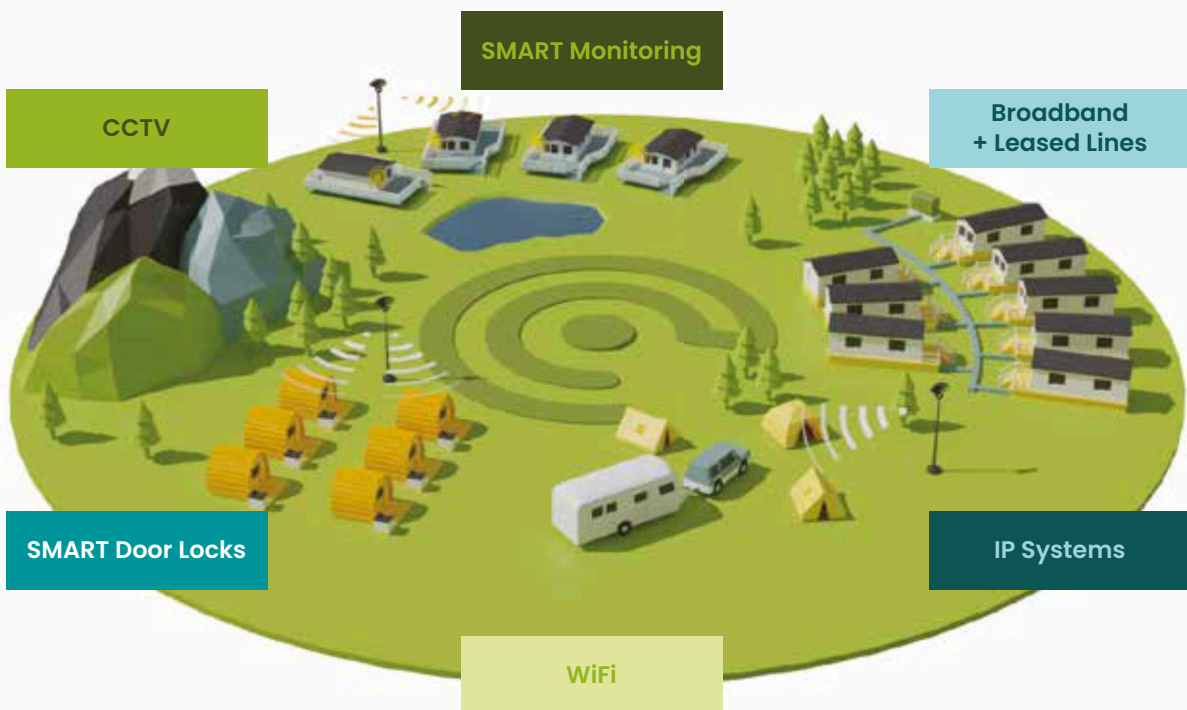 SMART Monitoring
CCTV
Broadband
+ Leased Lines
SMART Door Locks
IP Systems
WiFi